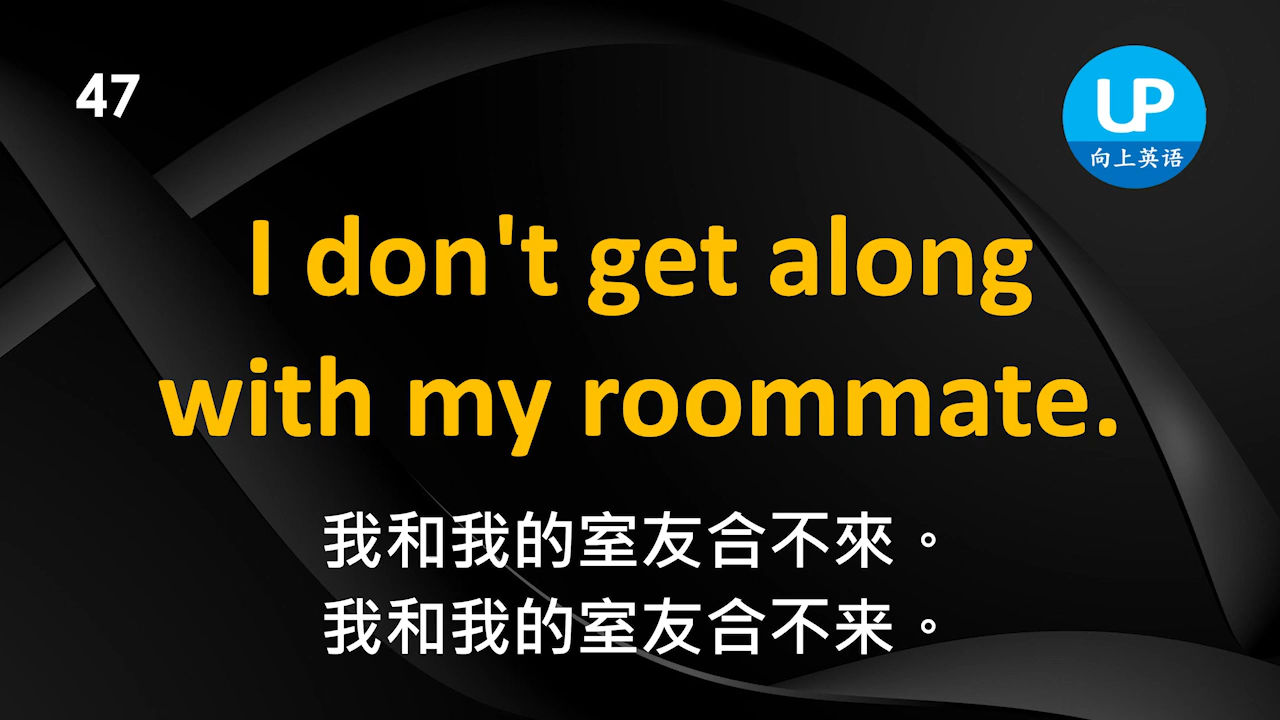 47
UP
向上英语
I don't get along
with my roommate.
我和我的室友合不來。
我和我的室友合不来。